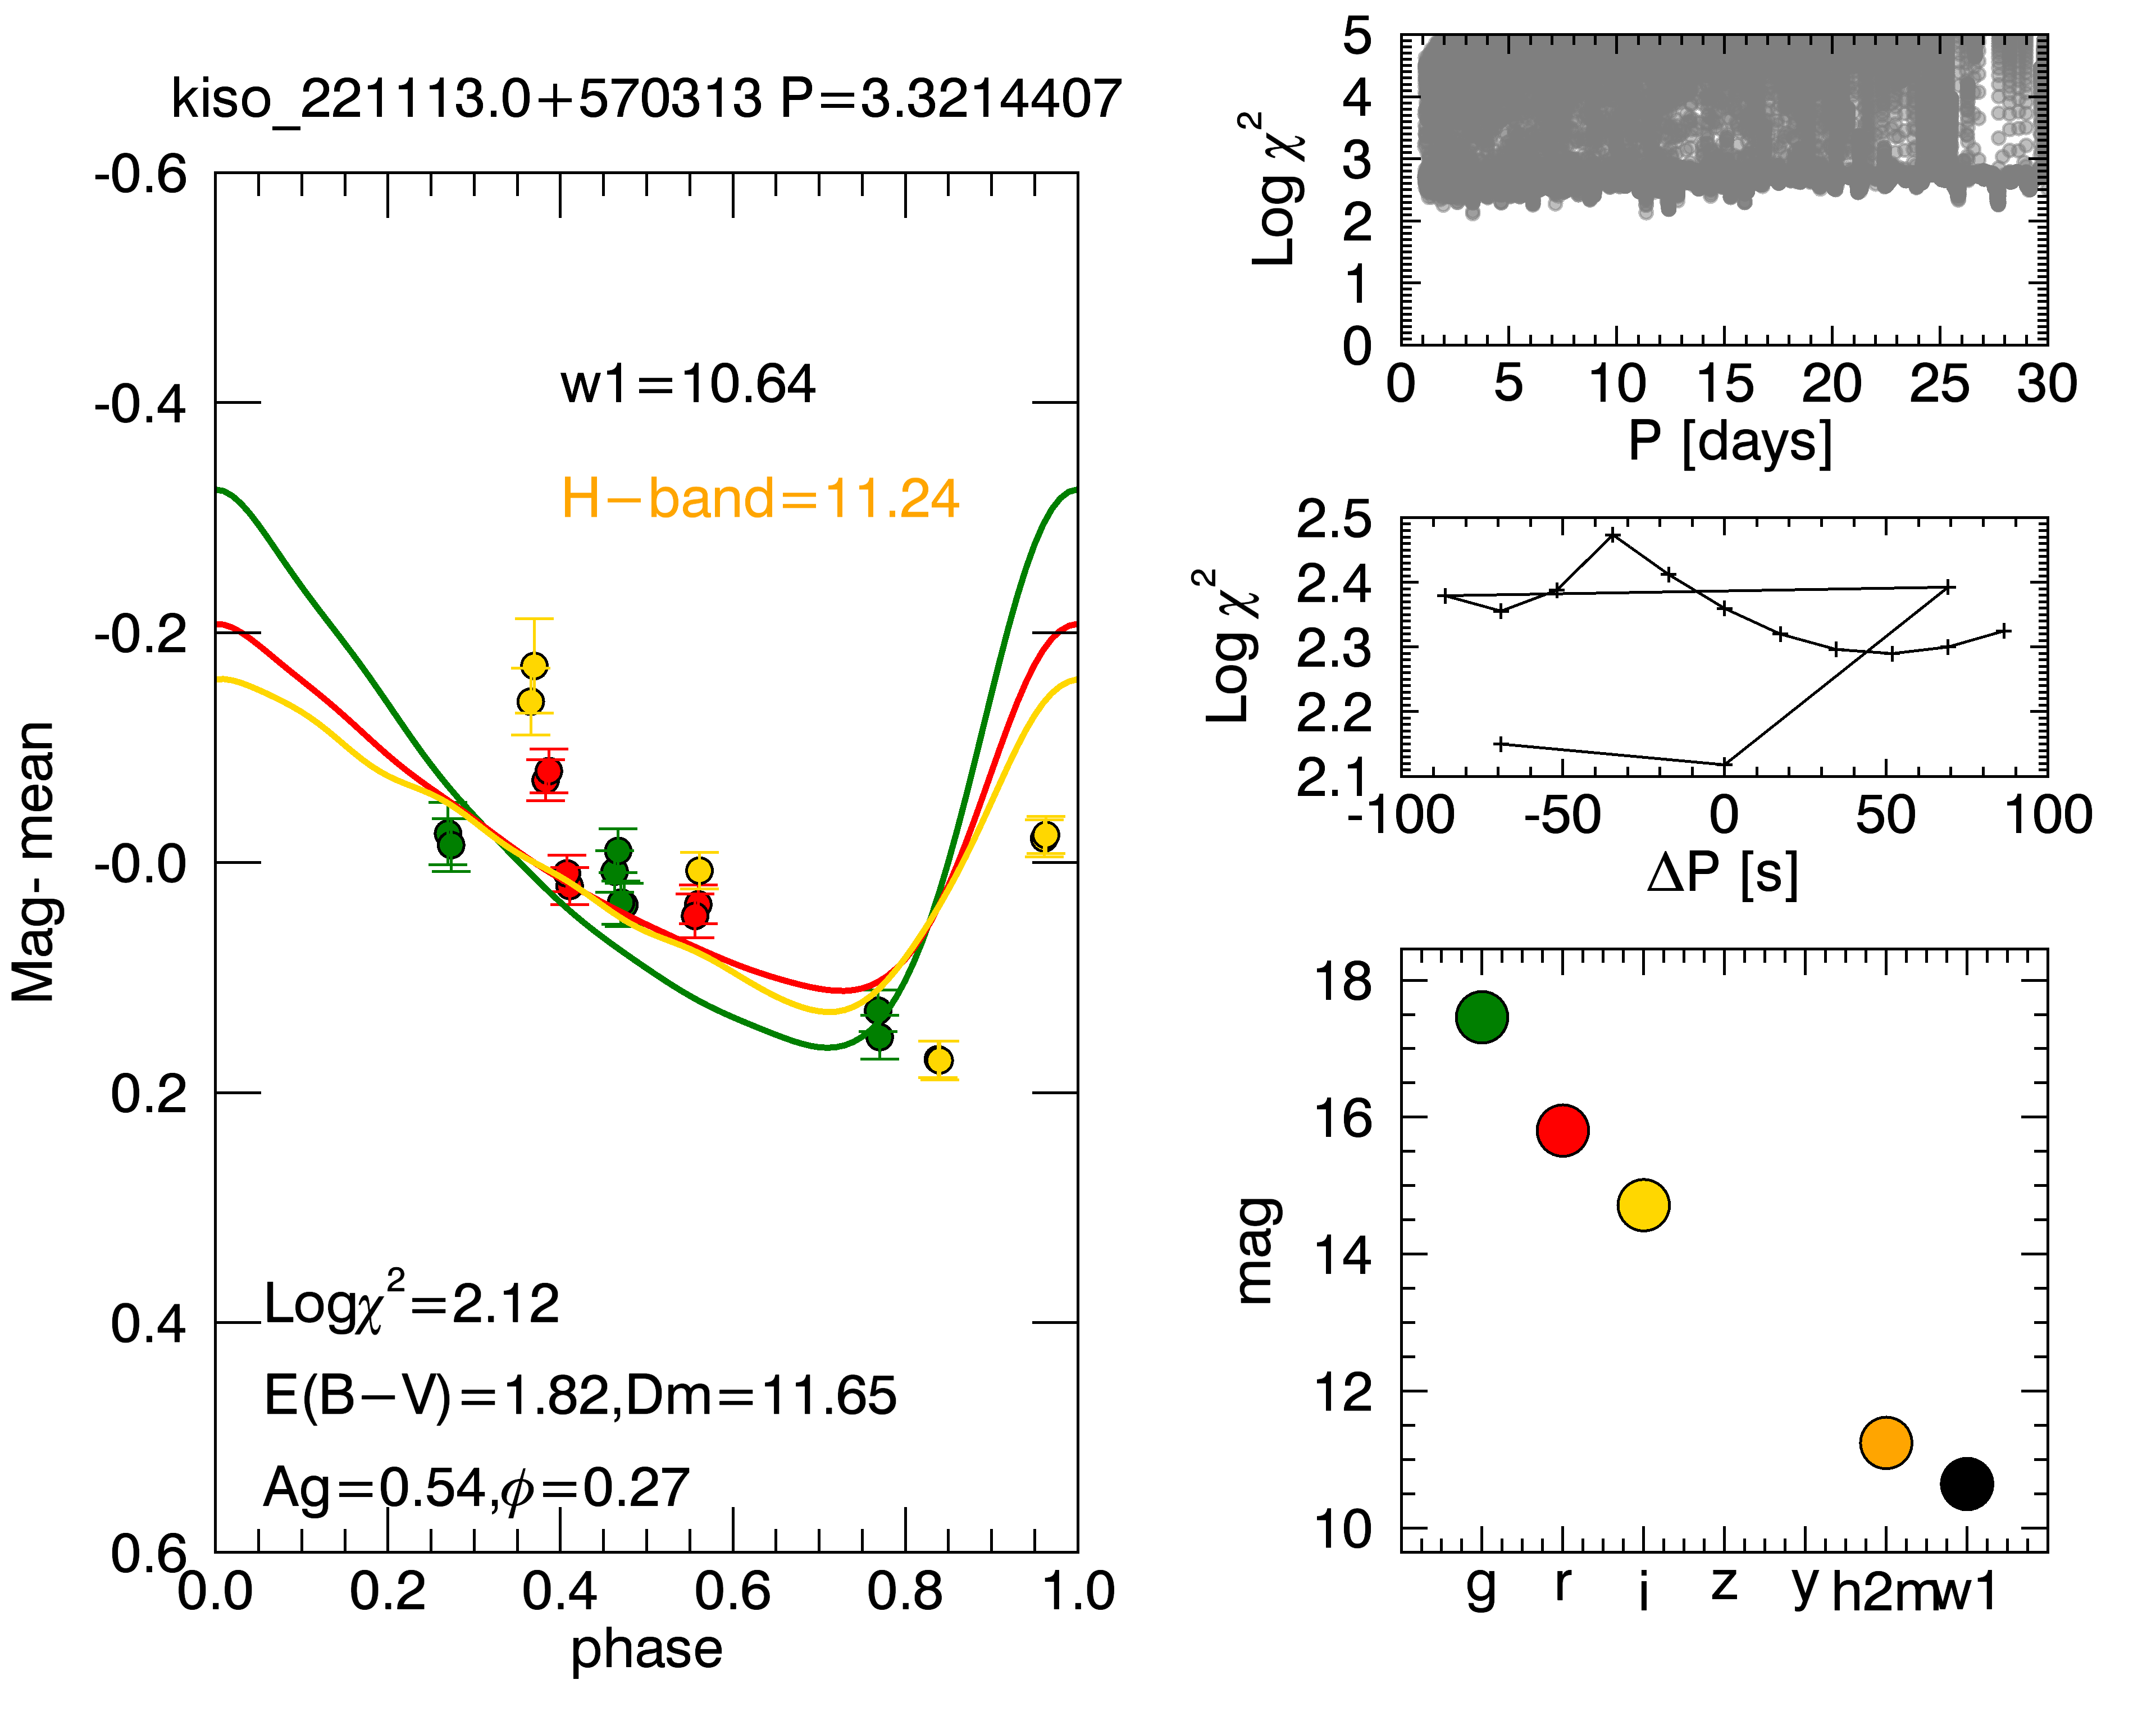 kiso_221113.0+570313 P=3.3214407
-0.6
-0.4
-0.2
-0.0
0.2
0.4
0.6
Mag- mean
w1=10.64
H-band=11.24
Logχ²=2.12
E(B-V)=1.82,Dm=11.65
Ag=0.54,ϕ=0.27
0.0 0.2 0.4 0.6 0.8 1.0
phase
5
4
3
2
1
0
Log χ²
0 5 10 15 20 25 30
P [days]
2.5
2.4
2.3
2.2
2.1
Log χ²
-100 -50 0 50 100
ΔP [s]
18
16
14
12
10
mag
g r i z y h2m w1